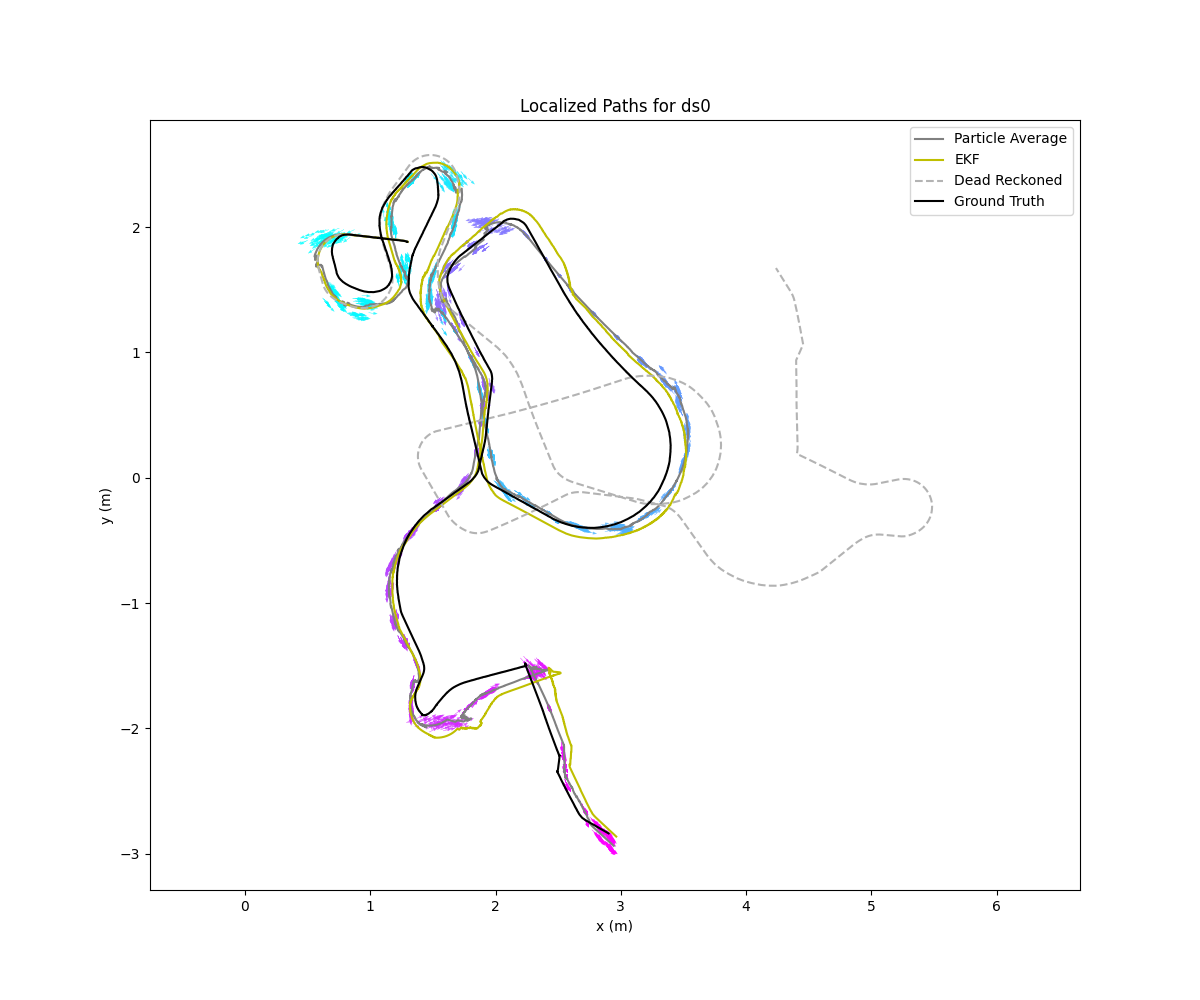 Localized Paths for ds0
Particle Average
EKF
Dead Reckoned
Ground Truth
2
1
0
−1
−2
−3
y (m)
0 1 2 3 4 5 6
x (m)